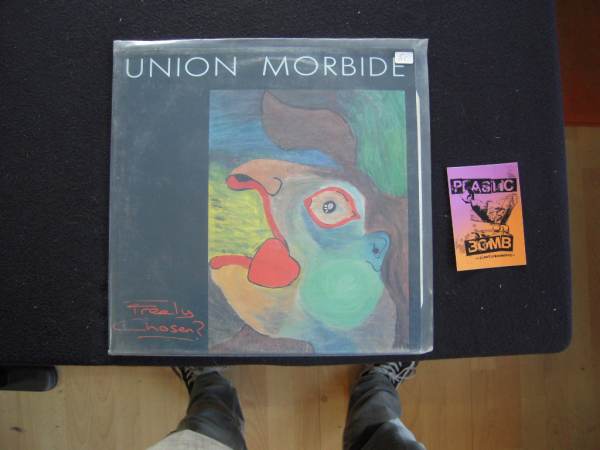 UNION MORBIDE
Freely
Chosen?
PLASTIC
BOMB